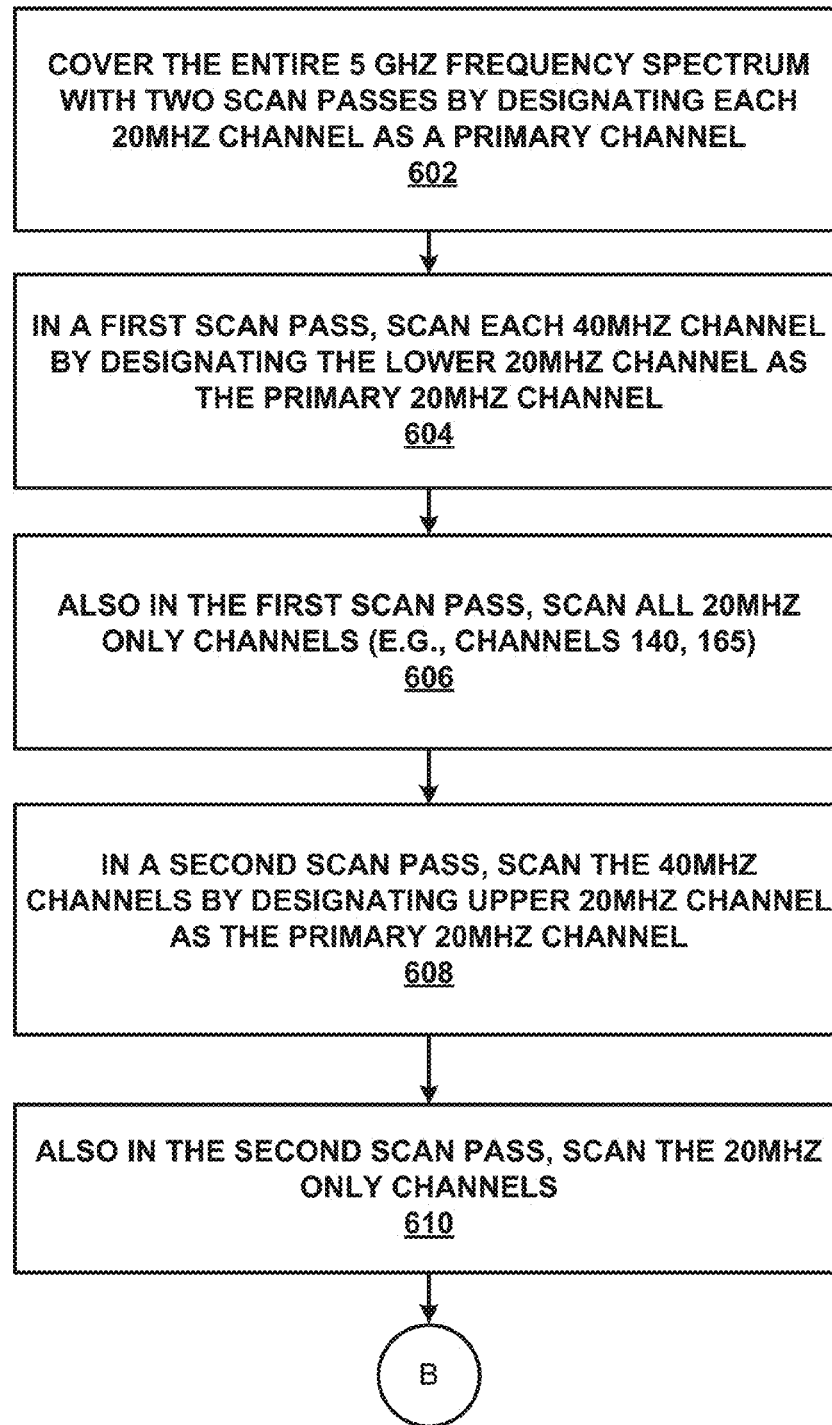 COVER THE ENTIRE 5 GHZ FREQUENCY SPECTRUM
WITH TWO SCAN PASSES BY DESIGNATING EACH
20MHZ CHANNEL AS A PRIMARY CHANNEL
602
IN A FIRST SCAN PASS, SCAN EACH 40MHZ CHANNEL
BY DESIGNATING THE LOWER 20MHZ CHANNEL AS
THE PRIMARY 20MHZ CHANNEL
604
ALSO IN THE FIRST SCAN PASS, SCAN ALL 20MHZ
ONLY CHANNELS (E.G., CHANNELS 140, 165)
606
IN A SECOND SCAN PASS, SCAN THE 40MHZ
CHANNELS BY DESIGNATING UPPER 20MHZ CHANNEL
AS THE PRIMARY 20MHZ CHANNEL
608
ALSO IN THE SECOND SCAN PASS, SCAN THE 20MHZ
ONLY CHANNELS
610
B